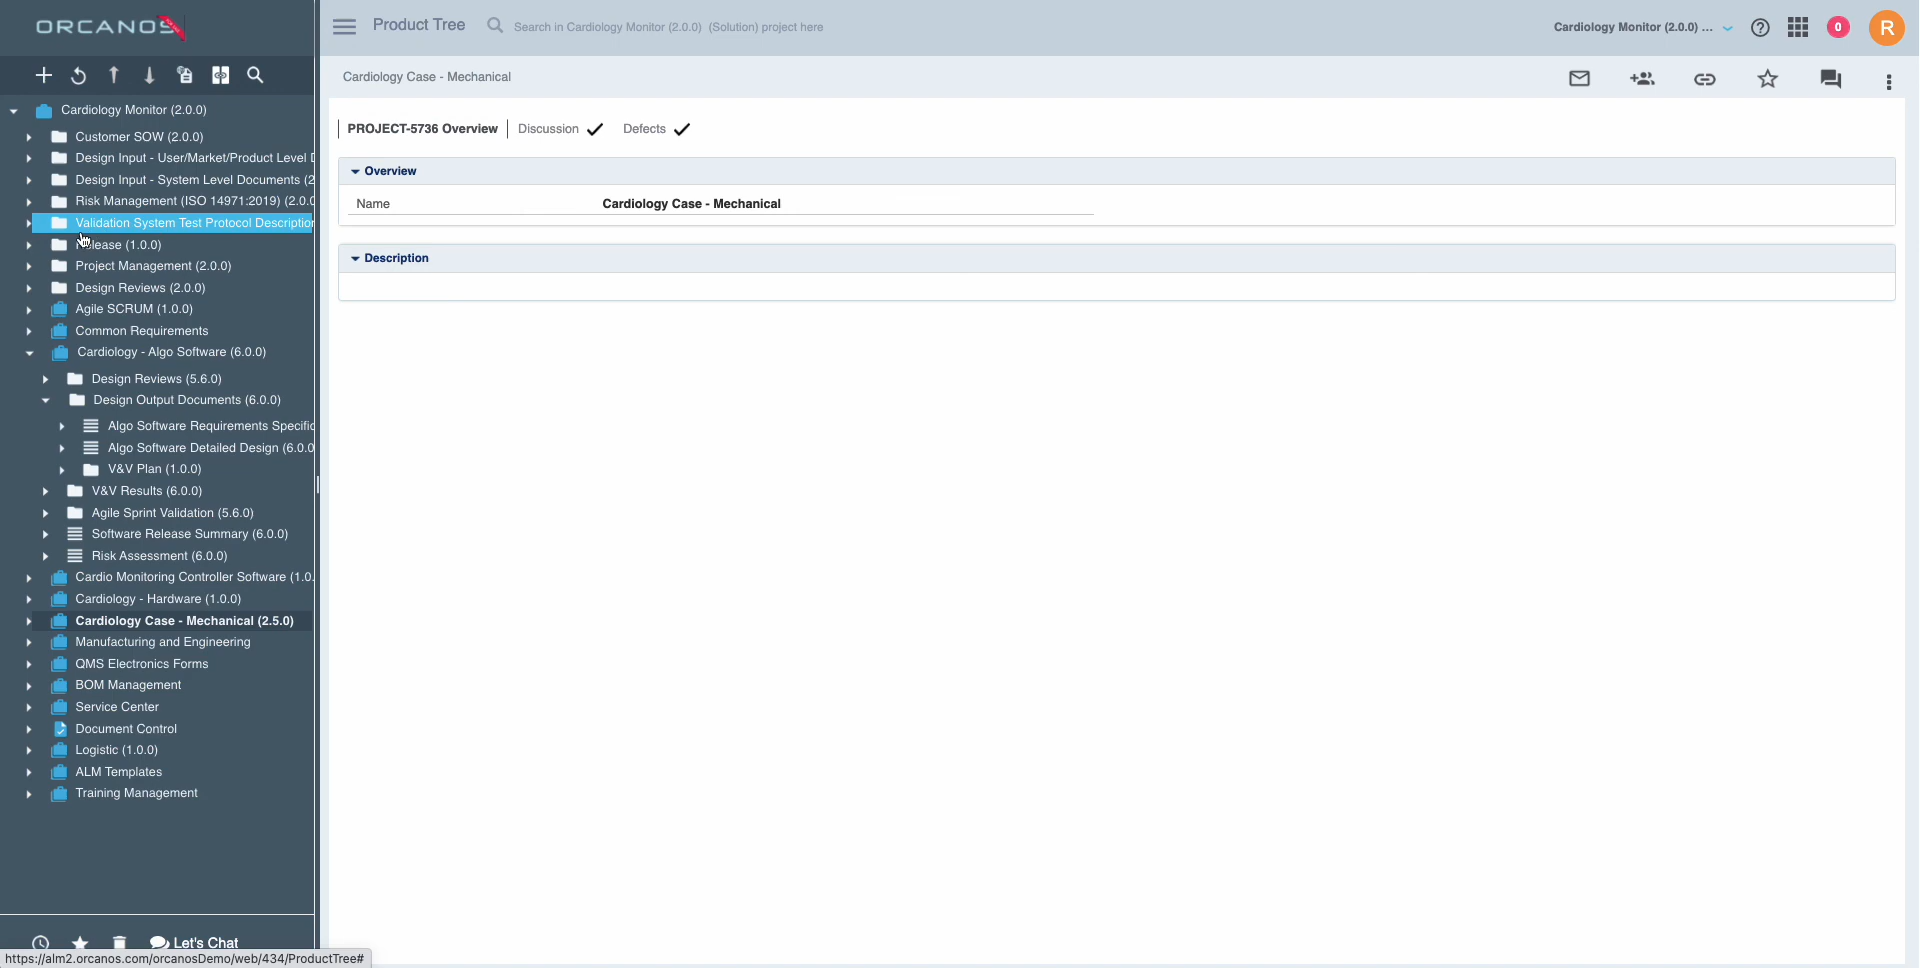 ORCANOS
Product Tree
Search in Cardiology Monitor (2.0.0) (Solution) project here
Cardiology Monitor (2.0.0) ...
0
R
Cardiology Case - Mechanical
Cardiology Monitor (2.0.0)
Customer SOW (2.0.0)
Design Input - User/Market/Product Level D
Design Input - System Level Documents (2
Risk Management (ISO 14971:2019) (2.0.0
Validation System Test Protocol Description
Release (1.0.0)
Project Management (2.0.0)
Design Reviews (2.0.0)
Agile SCRUM (1.0.0)
Common Requirements
Cardiology - Algo Software (6.0.0)
Design Reviews (5.6.0)
Design Output Documents (6.0.0)
Algo Software Requirements Specific
Algo Software Detailed Design (6.0.0
V&V Plan (1.0.0)
V&V Results (6.0.0)
Agile Sprint Validation (5.6.0)
Software Release Summary (6.0.0)
Risk Assessment (6.0.0)
Cardio Monitoring Controller Software (1.0.
Cardiology - Hardware (1.0.0)
Cardiology Case - Mechanical (2.5.0)
Manufacturing and Engineering
QMS Electronics Forms
BOM Management
Service Center
Document Control
Logistic (1.0.0)
ALM Templates
Training Management
Let's Chat
https://alm2.orcanos.com/orcanosDemo/web/434/ProductTree#
PROJECT-5736 Overview
Discussion
Defects
Overview
Name Cardiology Case - Mechanical
Description